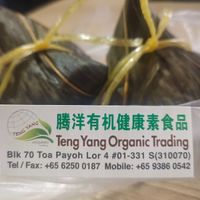 TENG YANG
腾洋有机健康素食品
Teng Yang Organic Trading
Blk 70 Toa Payoh Lor 4 #01-331 S(310070)
Tel / Fax: +65 6250 0187 Mobile: +65 9386 0542